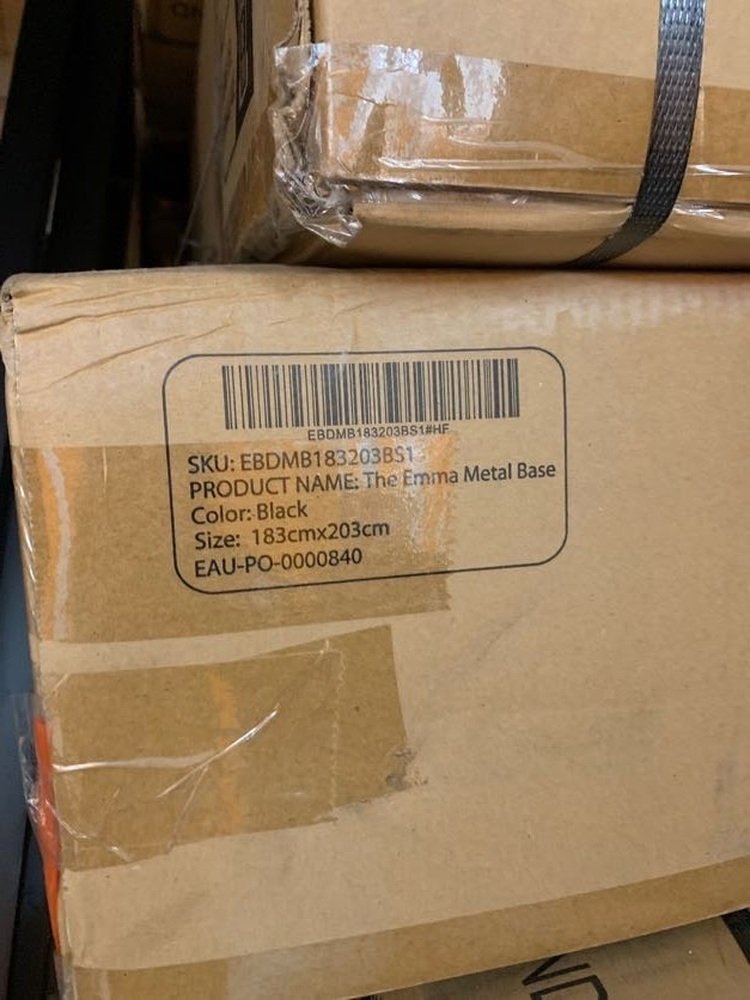 EBDMB183203BS1#HF
SKU: EBDMB183203BS1
PRODUCT NAME: The Emma Metal Base
Color: Black
Size: 183cmx203cm
EAU-PO-0000840